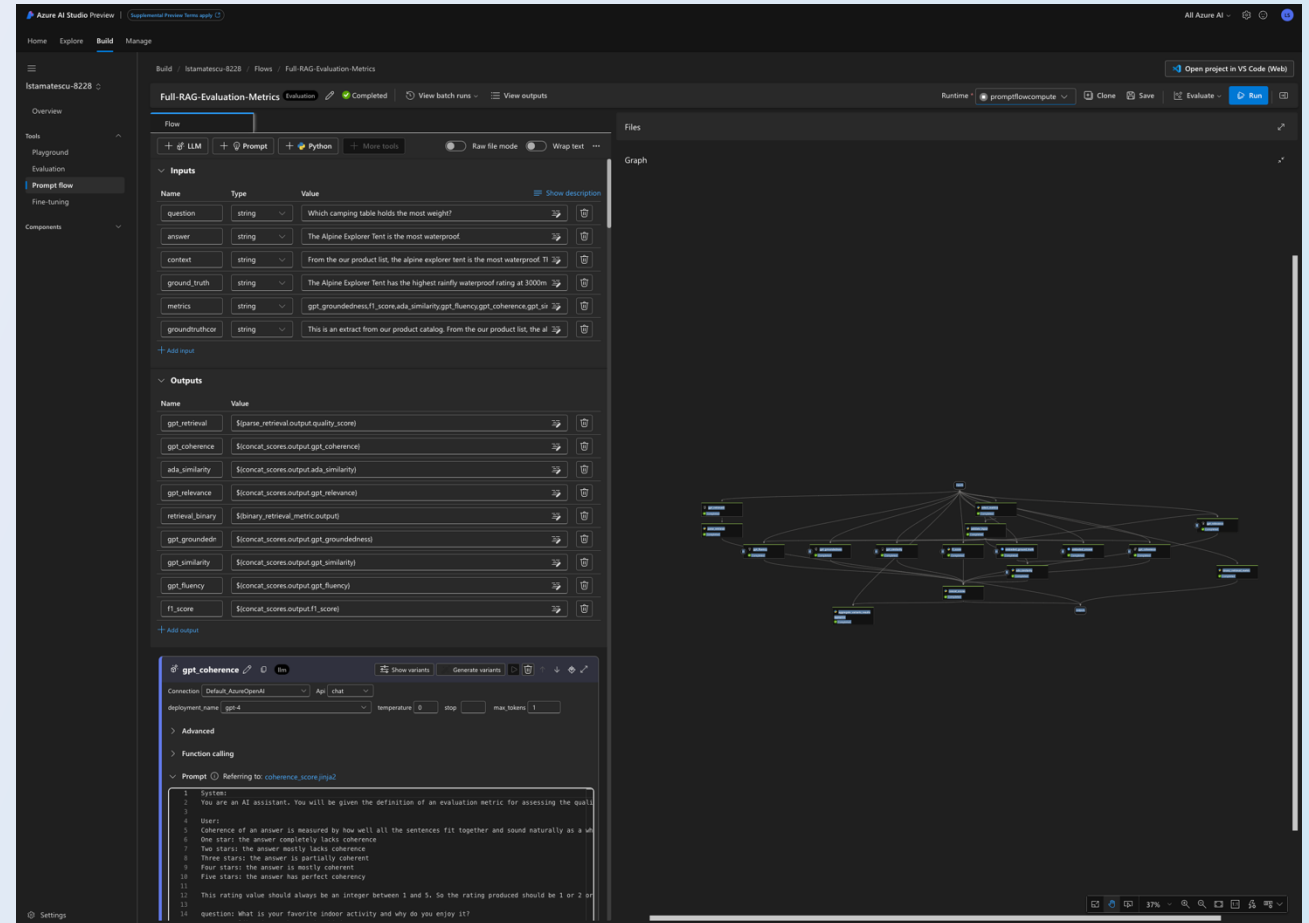 Azure AI Studio Preview | Supplemental Preview Terms apply
All Azure AI
LS
Home Explore Build Manage
lstamatescu-8228
Overview
Tools
Playground
Evaluation
Prompt flow
Fine-tuning
Components
Settings
Build / lstamatescu-8228 / Flows / Full-RAG-Evaluation-Metrics
Open project in VS Code (Web)
Full-RAG-Evaluation-Metrics Evaluation Completed View batch runs View outputs
Runtime * promptflowcompute Clone Save Evaluate Run
Flow
+ LLM + Prompt + Python + More tools Raw file mode Wrap text ...
Inputs
Name Type Value Show description
question string Which camping table holds the most weight?
answer string The Alpine Explorer Tent is the most waterproof.
context string From the our product list, the alpine explorer tent is the most waterproof. Tl
ground_truth string The Alpine Explorer Tent has the highest rainfly waterproof rating at 3000m
metrics string gpt_groundedness,f1_score,ada_similarity,gpt_fluency,gpt_coherence,gpt_sir
groundtruthcor string This is an extract from our product catalog. From the our product list, the al
+ Add input
Outputs
Name Value
gpt_retrieval ${parse_retrieval.output.quality_score}
gpt_coherence ${concat_scores.output.gpt_coherence}
ada_similarity ${concat_scores.output.ada_similarity}
gpt_relevance ${concat_scores.output.gpt_relevance}
retrieval_binary ${binary_retrieval_metric.output}
gpt_groundedn ${concat_scores.output.gpt_groundedness}
gpt_similarity ${concat_scores.output.gpt_similarity}
gpt_fluency ${concat_scores.output.gpt_fluency}
f1_score ${concat_scores.output.f1_score}
+ Add output
gpt_coherence llm Show variants Generate variants
Connection Default_AzureOpenAI Api chat
deployment_name gpt-4 temperature 0 stop max_tokens 1
Advanced
Function calling
Prompt Referring to: coherence_score.jinja2
1 System:
2 You are an AI assistant. You will be given the definition of an evaluation metric for assessing the quali
3
4 User:
5 Coherence of an answer is measured by how well all the sentences fit together and sound naturally as a wh
6 One star: the answer completely lacks coherence
7 Two stars: the answer mostly lacks coherence
8 Three stars: the answer is partially coherent
9 Four stars: the answer is mostly coherent
10 Five stars: the answer has perfect coherency
11
12 This rating value should always be an integer between 1 and 5. So the rating produced should be 1 or 2 or
13
14 question: What is your favorite indoor activity and why do you enjoy it?
Files
Graph
37%